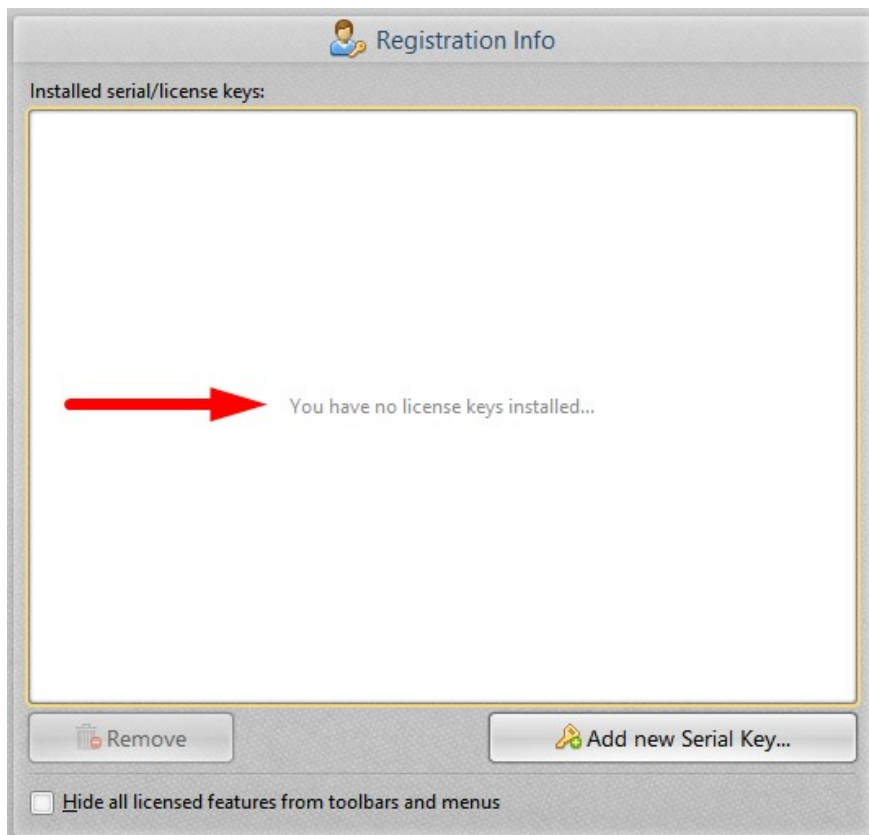 Registration Info
Installed serial/license keys:
You have no license keys installed...
Remove
Add new Serial Key...
Hide all licensed features from toolbars and menus